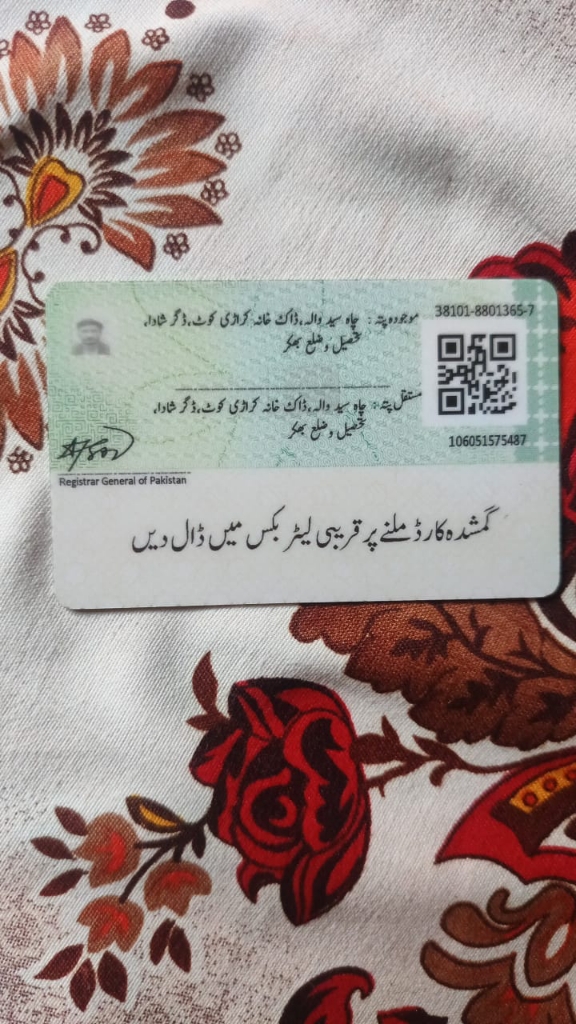 38101-8801365-7
موجودہ پتہ : چاہ سید والہ، ڈاک خانہ کراڑی کوٹ، ڈگر شادا،
تحصیل و ضلع بھکر
مستقل پتہ : چاہ سید والہ، ڈاک خانہ کراڑی کوٹ، ڈگر شادا،
تحصیل و ضلع بھکر
106051575487
Registrar General of Pakistan
گمشدہ کارڈ ملنے پر قریبی لیٹر بکس میں ڈال دیں